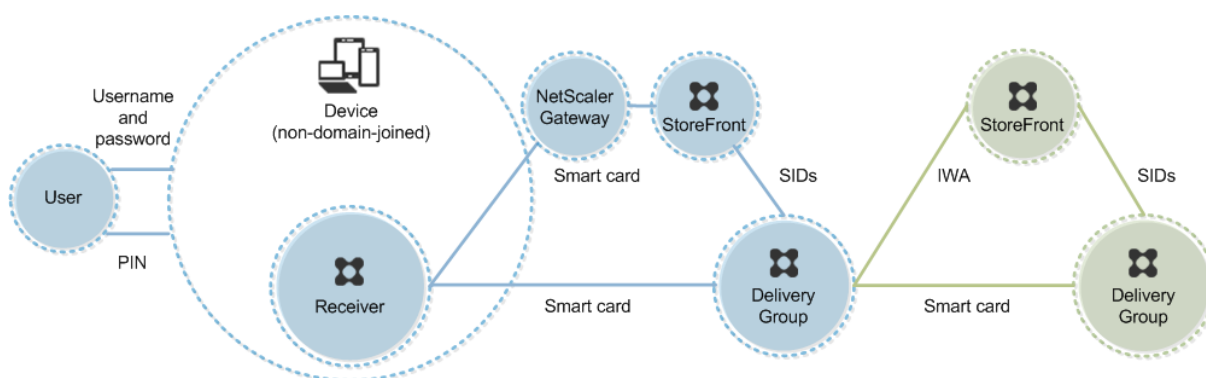 Username
and
password
User
PIN
Device
(non-domain-joined)
Receiver
NetScaler
Gateway
StoreFront
Smart card
SIDs
Smart card
Delivery
Group
StoreFront
IWA
SIDs
Smart card
Delivery
Group